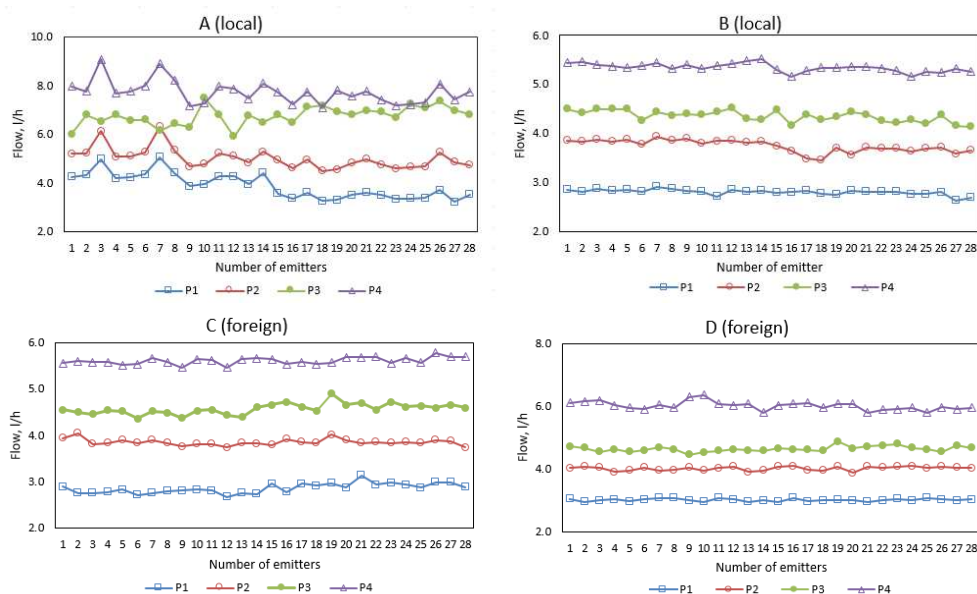 A (local)
10.0
8.0
6.0
4.0
2.0
Flow, l/h
1 2 3 4 5 6 7 8 9 10 11 12 13 14 15 16 17 18 19 20 21 22 23 24 25 26 27 28
Number of emitters
P1 P2 P3 P4
B (local)
6.0
5.0
4.0
3.0
2.0
Flow, l/h
1 2 3 4 5 6 7 8 9 10 11 12 13 14 15 16 17 18 19 20 21 22 23 24 25 26 27 28
Number of emitter
P1 P2 P3 P4
C (foreign)
6.0
5.0
4.0
3.0
2.0
Flow, l/h
1 2 3 4 5 6 7 8 9 10 11 12 13 14 15 16 17 18 19 20 21 22 23 24 25 26 27 28
Number of emitters
P1 P2 P3 P4
D (foreign)
8.0
6.0
4.0
2.0
Flow, l/h
1 2 3 4 5 6 7 8 9 10 11 12 13 14 15 16 17 18 19 20 21 22 23 24 25 26 27 28
Number of emitters
P1 P2 P3 P4